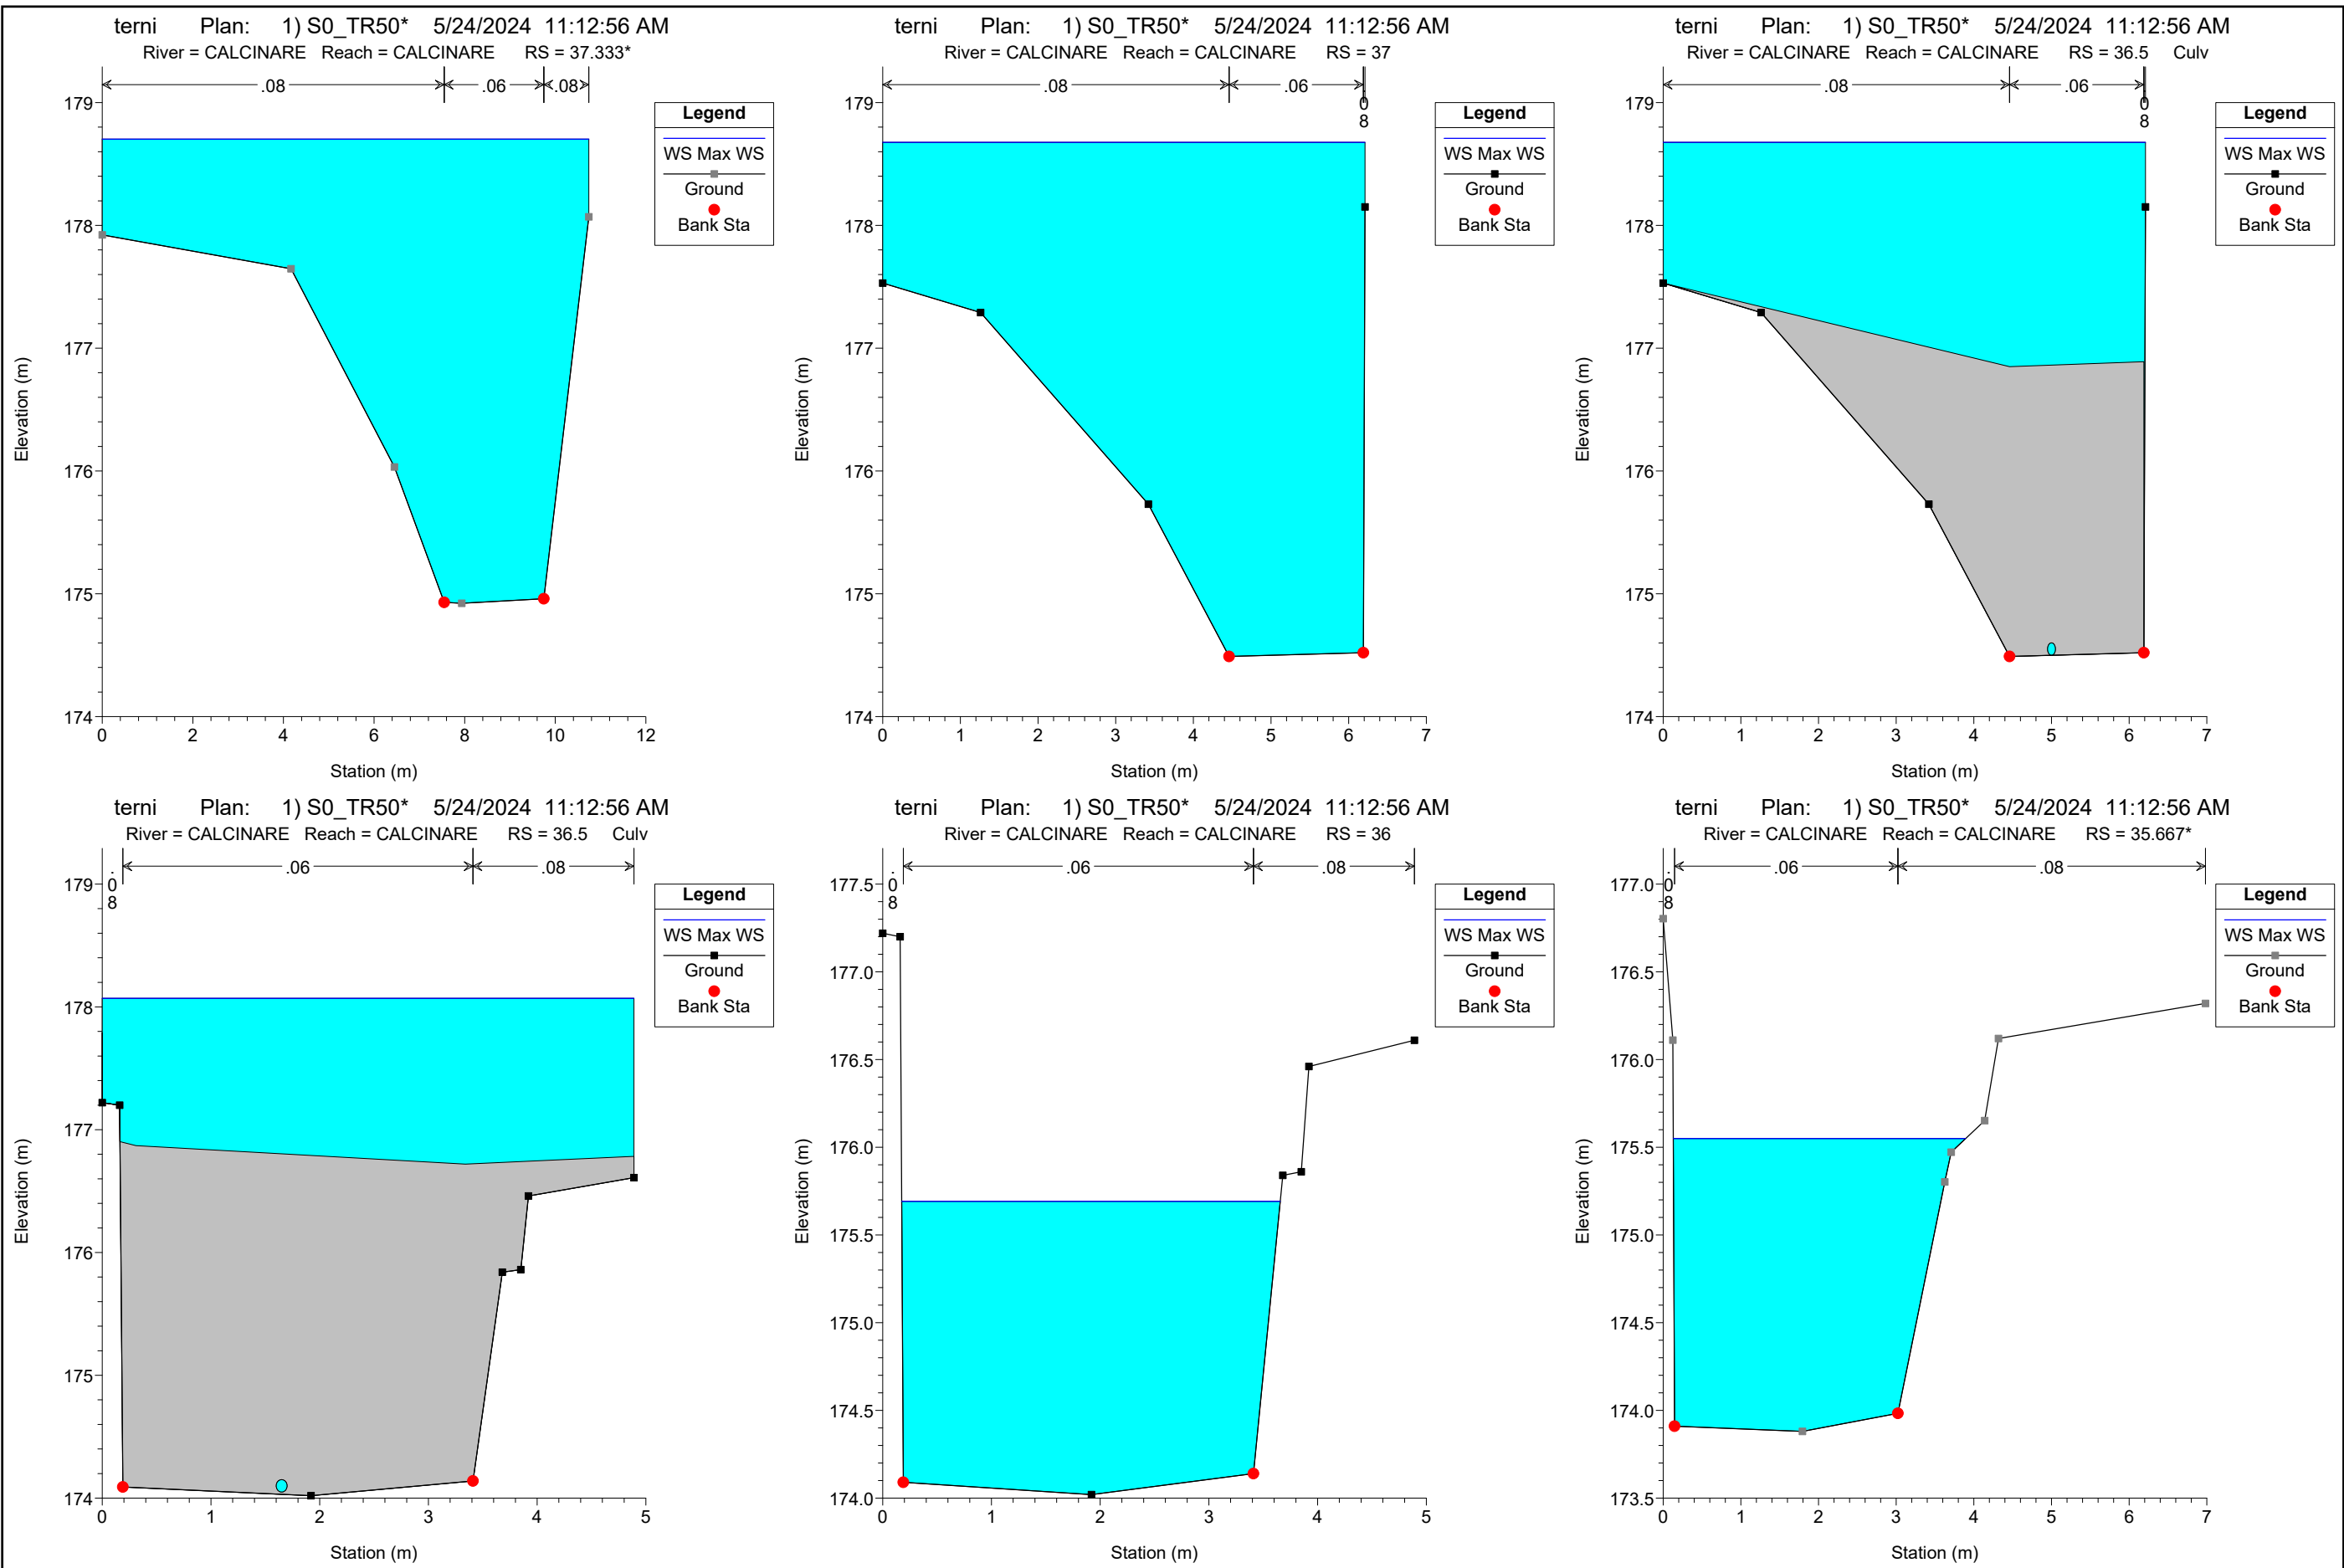 terni Plan: 1) S0_TR50* 5/24/2024 11:12:56 AM
River = CALCINARE Reach = CALCINARE RS = 37.333*
.08 .06 .08
179
178
177
176
175
174
0 2 4 6 8 10 12
Station (m)
Elevation (m)
Legend
WS Max WS
Ground
Bank Sta
terni Plan: 1) S0_TR50* 5/24/2024 11:12:56 AM
River = CALCINARE Reach = CALCINARE RS = 37
.08 .06 .08
179
178
177
176
175
174
0 1 2 3 4 5 6 7
Station (m)
Elevation (m)
Legend
WS Max WS
Ground
Bank Sta
terni Plan: 1) S0_TR50* 5/24/2024 11:12:56 AM
River = CALCINARE Reach = CALCINARE RS = 36.5 Culv
.08 .06 .08
179
178
177
176
175
174
0 1 2 3 4 5 6 7
Station (m)
Elevation (m)
Legend
WS Max WS
Ground
Bank Sta
terni Plan: 1) S0_TR50* 5/24/2024 11:12:56 AM
River = CALCINARE Reach = CALCINARE RS = 36.5 Culv
.08 .06 .08
179
178
177
176
175
174
0 1 2 3 4 5
Station (m)
Elevation (m)
Legend
WS Max WS
Ground
Bank Sta
terni Plan: 1) S0_TR50* 5/24/2024 11:12:56 AM
River = CALCINARE Reach = CALCINARE RS = 36
.08 .06 .08
177.5
177.0
176.5
176.0
175.5
175.0
174.5
174.0
0 1 2 3 4 5
Station (m)
Elevation (m)
Legend
WS Max WS
Ground
Bank Sta
terni Plan: 1) S0_TR50* 5/24/2024 11:12:56 AM
River = CALCINARE Reach = CALCINARE RS = 35.667*
.08 .06 .08
177.0
176.5
176.0
175.5
175.0
174.5
174.0
173.5
0 1 2 3 4 5 6 7
Station (m)
Elevation (m)
Legend
WS Max WS
Ground
Bank Sta